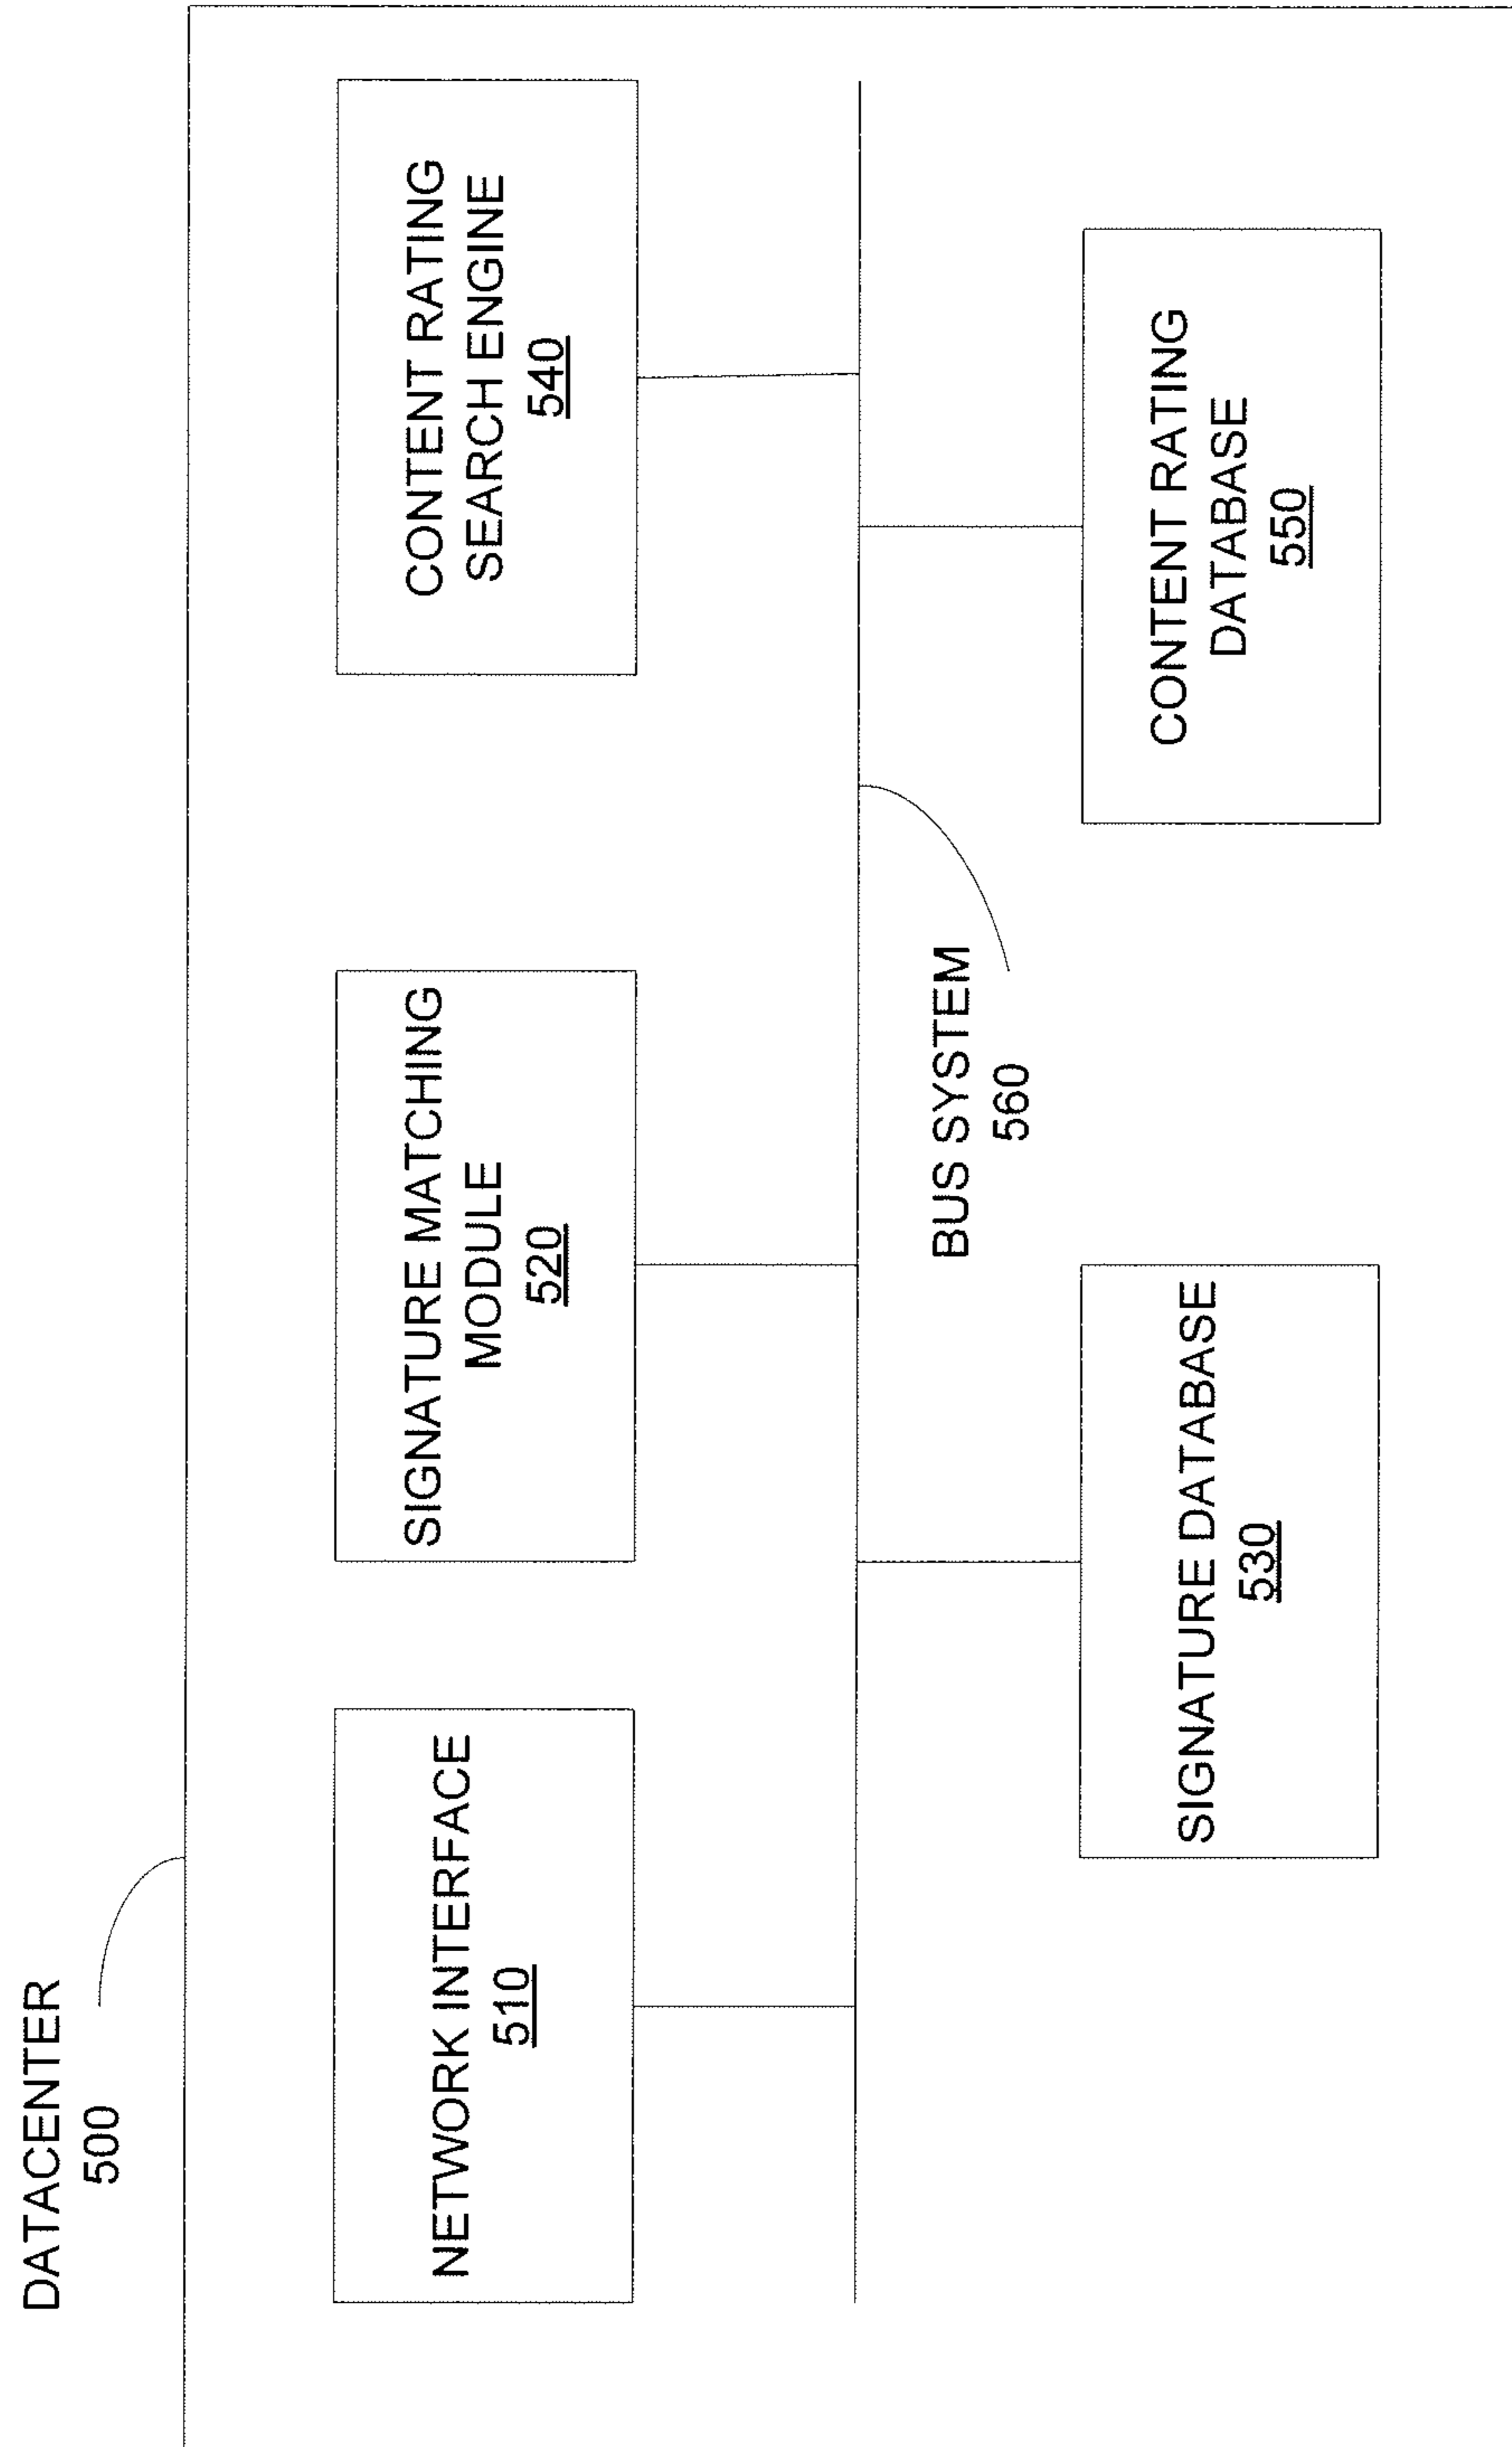 DATACENTER
500
NETWORK INTERFACE
510
SIGNATURE MATCHING
MODULE
520
CONTENT RATING
SEARCH ENGINE
540
BUS SYSTEM
560
SIGNATURE DATABASE
530
CONTENT RATING
DATABASE
550